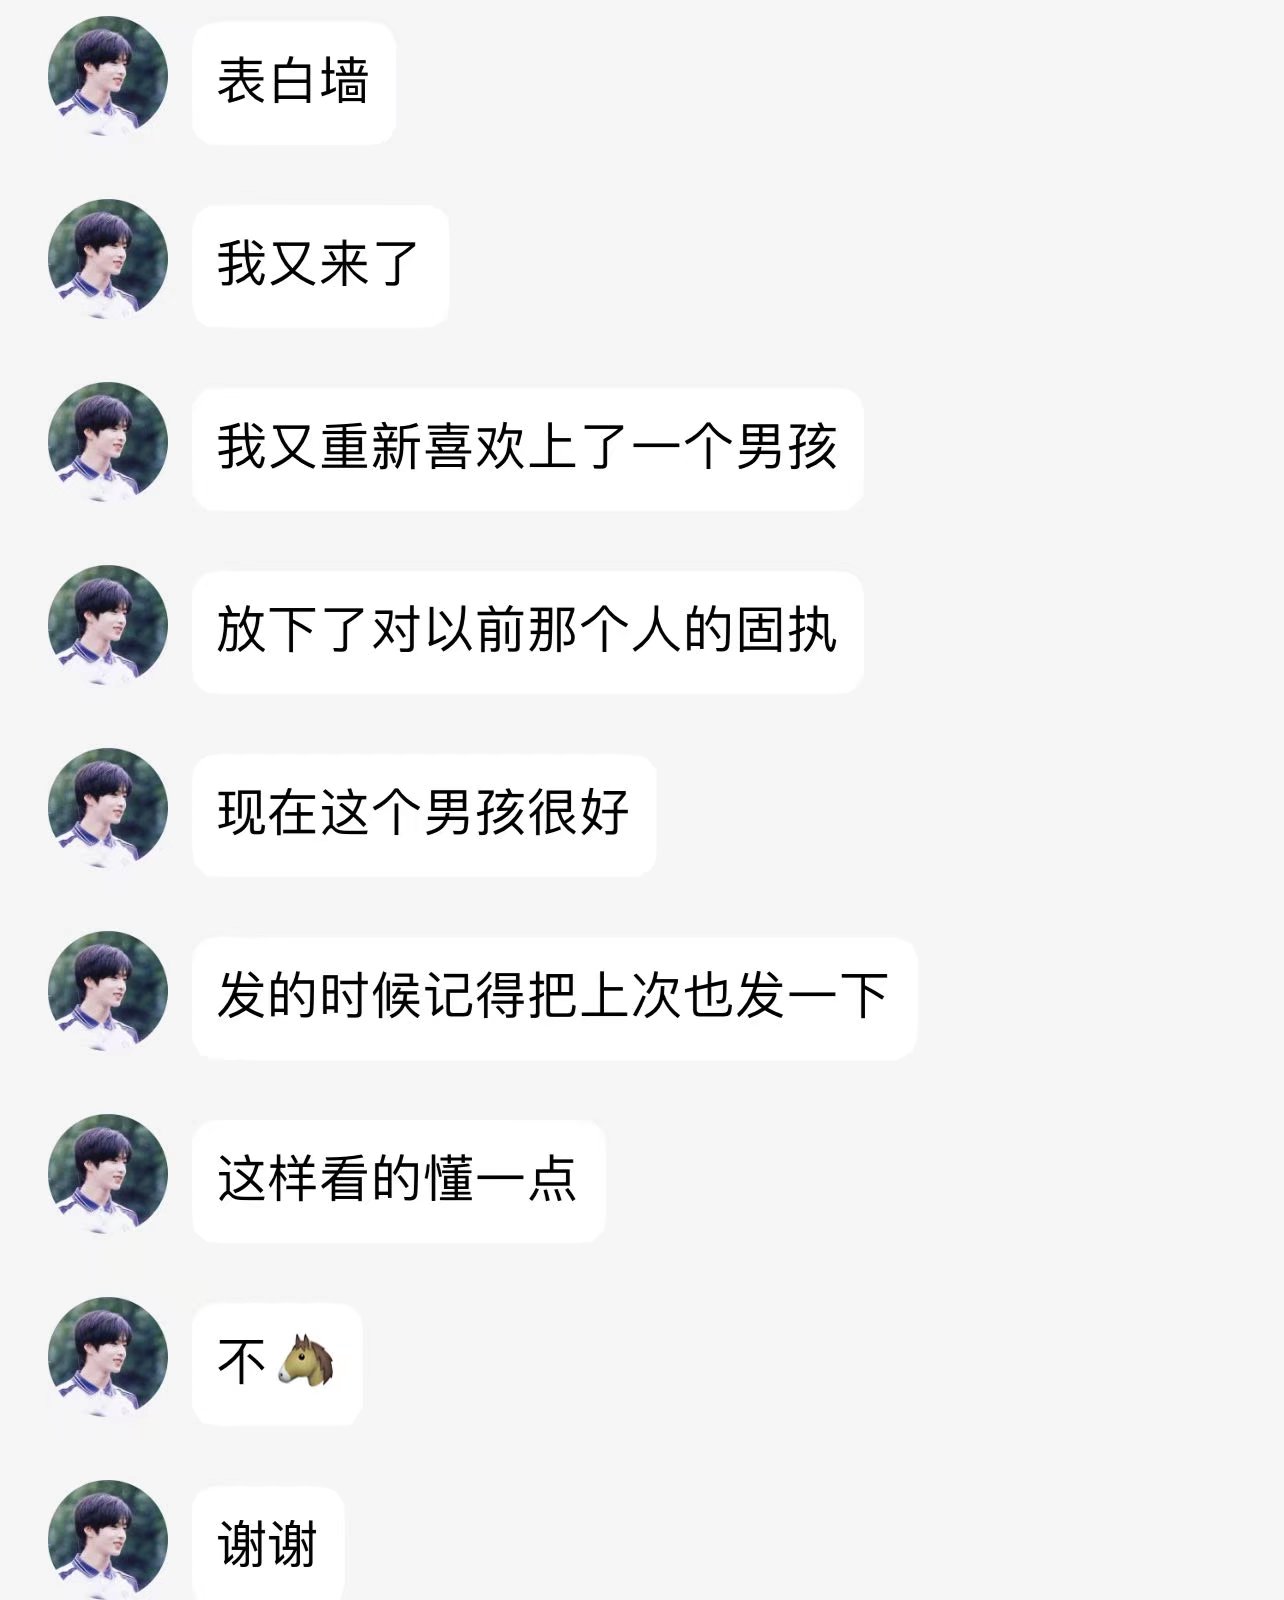 表白墙
我又来了
我又重新喜欢上了一个男孩
放下了对以前那个人的固执
现在这个男孩很好
发的时候记得把上次也发一下
这样看的懂一点
不🐴
谢谢